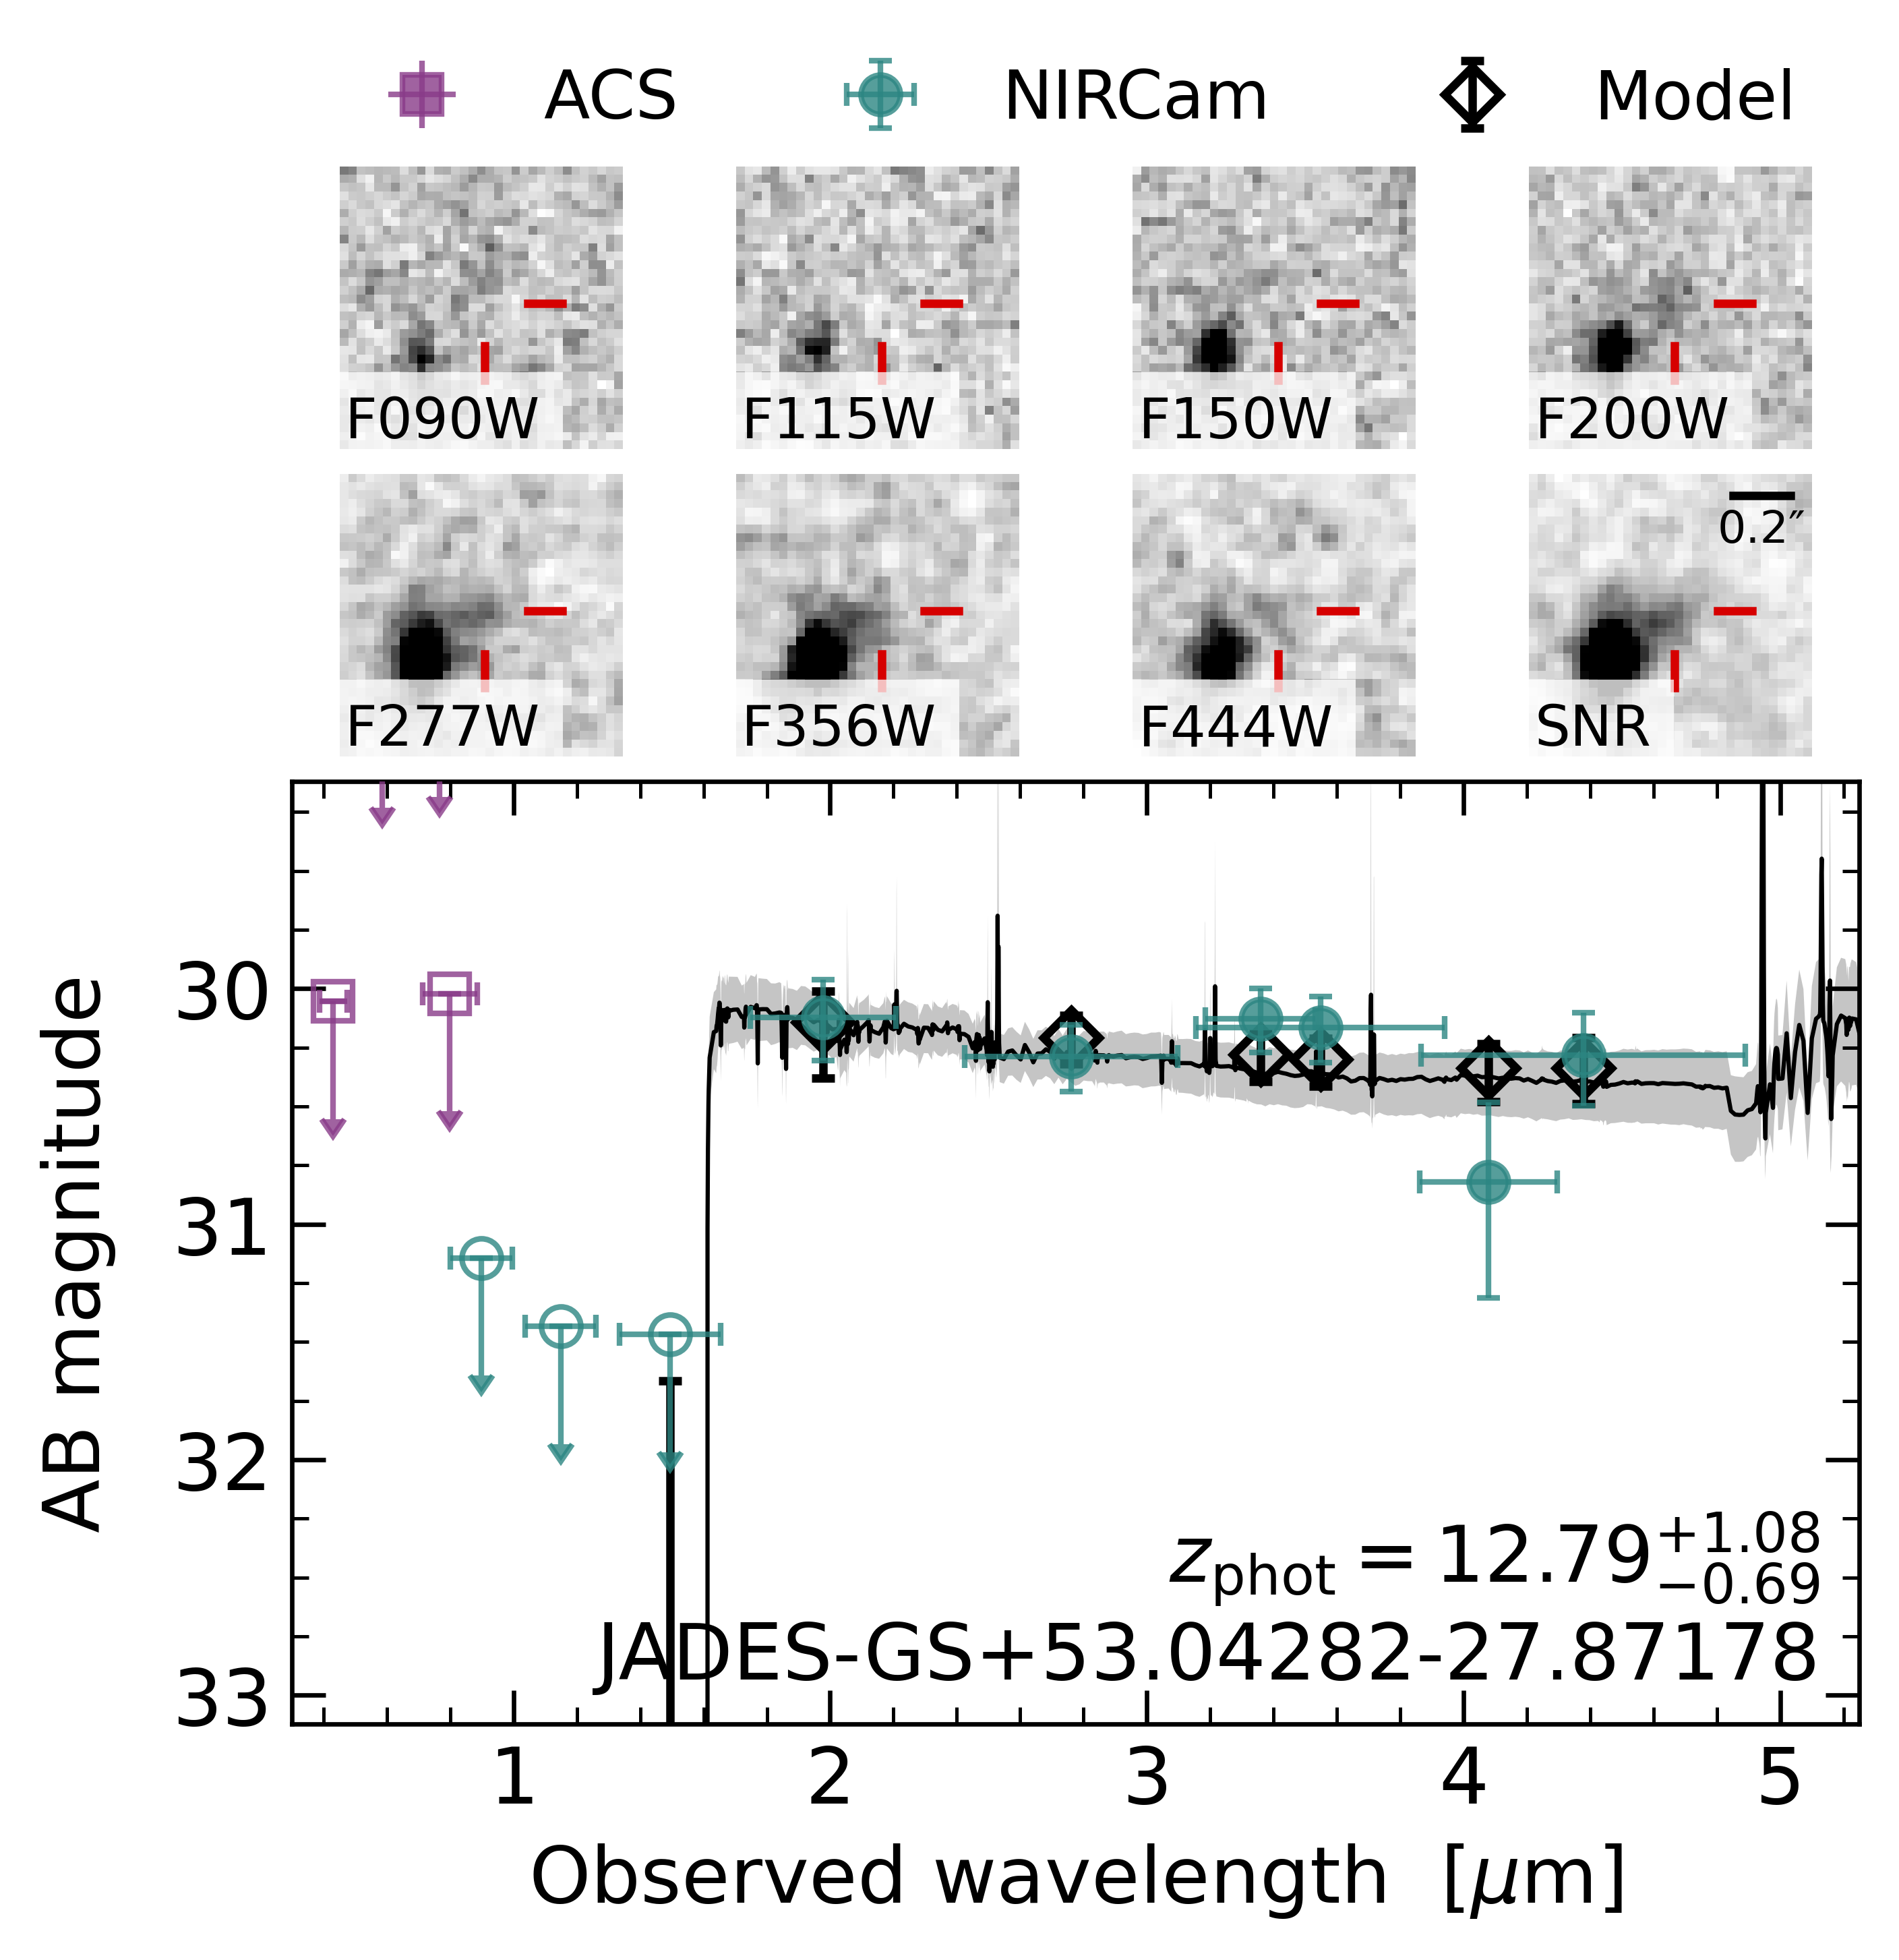 ACS NIRCam Model
F090W F115W F150W F200W
0.2″
F277W F356W F444W SNR
AB magnitude
30
31
32
33
z_phot = 12.79^{+1.08}_{−0.69}
JADES-GS+53.04282-27.87178
1 2 3 4 5
Observed wavelength [μm]